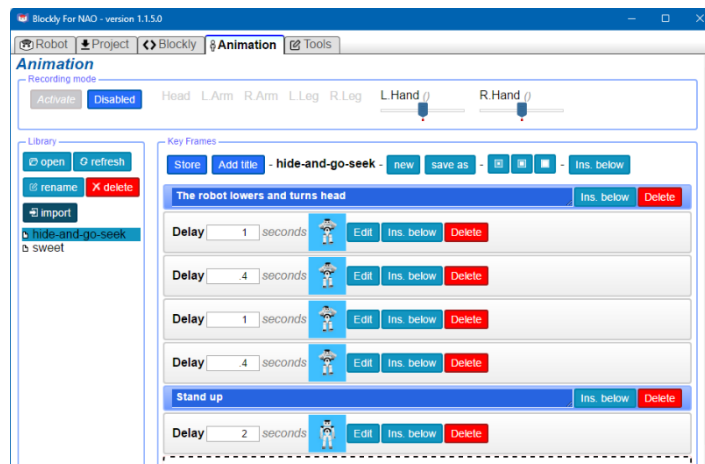 Blockly For NAO - version 1.1.5.0
Robot Project Blockly Animation Tools
Animation
Recording mode
Activate Disabled Head L.Arm R.Arm L.Leg R.Leg L.Hand () R.Hand ()
Library
open refresh
rename delete
import
hide-and-go-seek
sweet
Key Frames
Store Add title - hide-and-go-seek - new save as - - Ins. below
The robot lowers and turns head Ins. below Delete
Delay 1 seconds Edit Ins. below Delete
Delay .4 seconds Edit Ins. below Delete
Delay 1 seconds Edit Ins. below Delete
Delay .4 seconds Edit Ins. below Delete
Stand up Ins. below Delete
Delay 2 seconds Edit Ins. below Delete